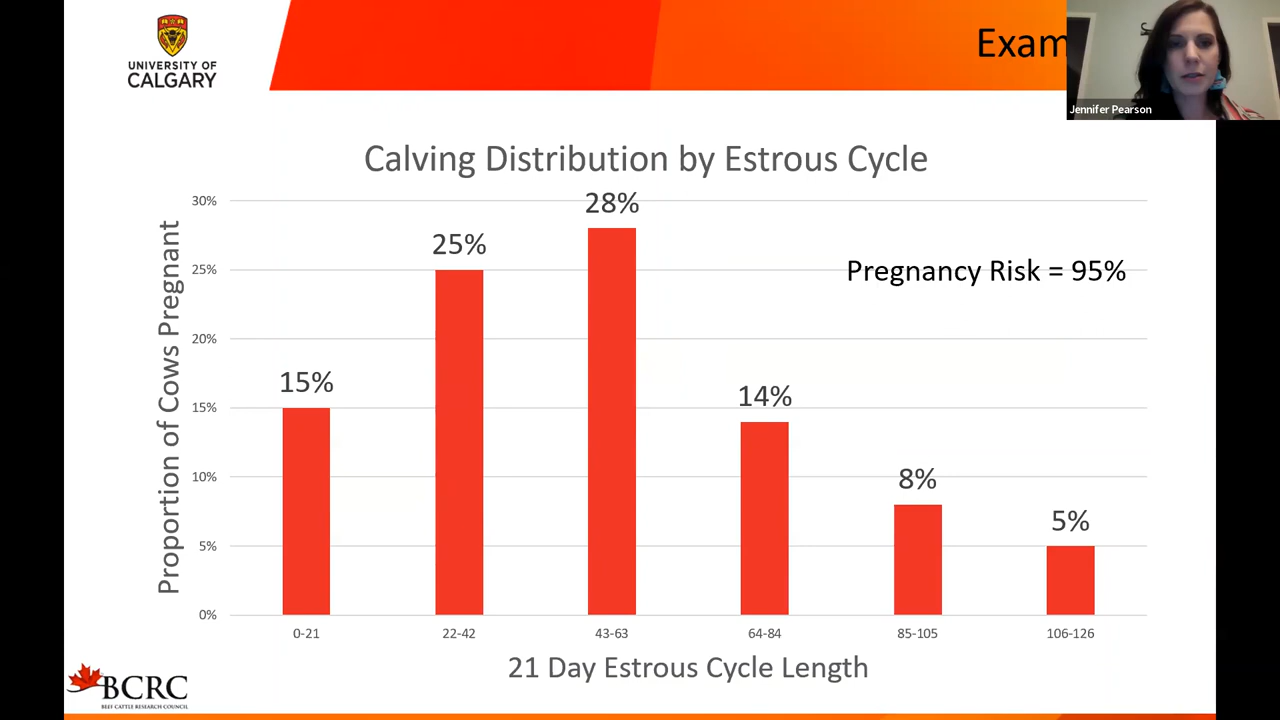 UNIVERSITY OF
CALGARY
Exam
Jennifer Pearson
Calving Distribution by Estrous Cycle
30%
25%
20%
15%
10%
5%
0%
Proportion of Cows Pregnant
15%
25%
28%
14%
8%
5%
Pregnancy Risk = 95%
0-21
22-42
43-63
64-84
85-105
106-126
21 Day Estrous Cycle Length
BCRC
BEEF CATTLE RESEARCH COUNCIL